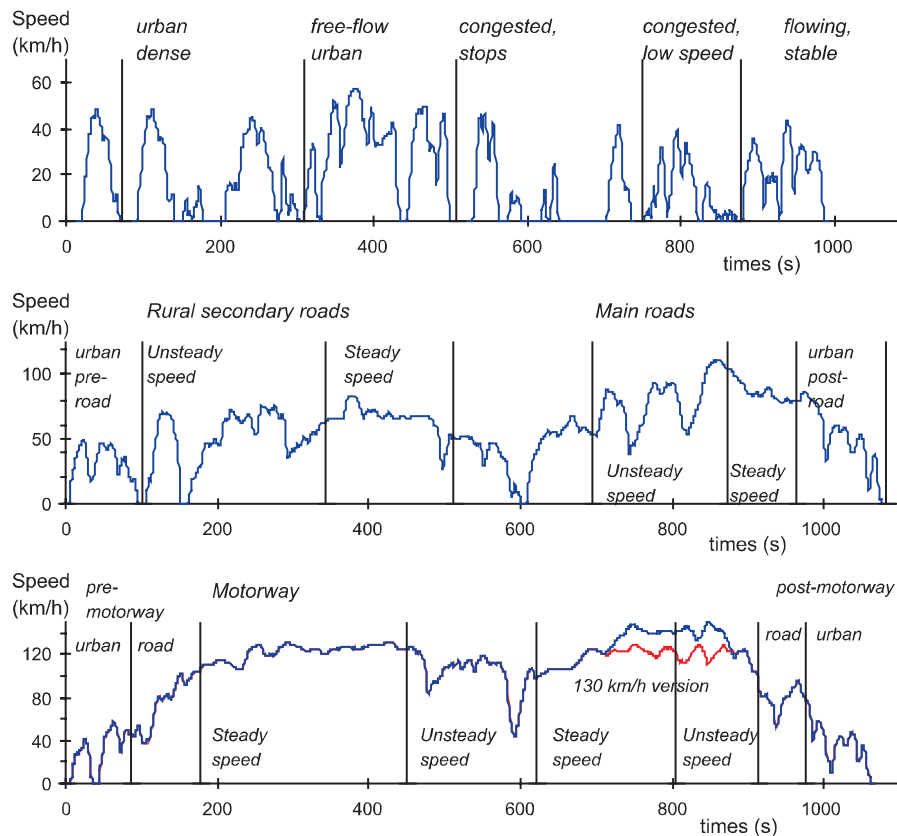 Speed
(km/h)
urban
dense
free-flow
urban
congested,
stops
congested,
low speed
flowing,
stable
60
40
20
0
0
200
400
600
800
1000
times (s)
Speed
(km/h)
Rural secondary roads
Main roads
urban
pre-
road
Unsteady
speed
Steady
speed
urban
post-
road
100
50
0
Unsteady
speed
Steady
speed
0
200
400
600
800
1000
times (s)
Speed
(km/h)
pre-
motorway
Motorway
post-motorway
urban
road
road
urban
120
80
40
0
130 km/h version
Steady
speed
Unsteady
speed
Steady
speed
Unsteady
speed
0
200
400
600
800
1000
times (s)